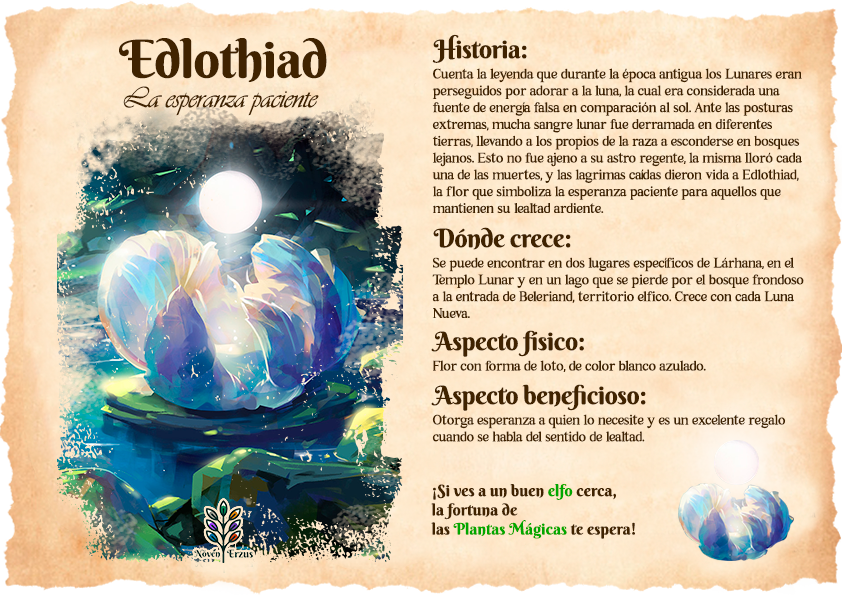 Edlothiad
La esperanza paciente
Historia:
Cuenta la leyenda que durante la época antigua los Lunares eran
perseguidos por adorar a la luna, la cual era considerada una
fuente de energía falsa en comparación al sol. Ante las posturas
extremas, mucha sangre lunar fue derramada en diferentes
tierras, llevando a los propios de la raza a esconderse en bosques
lejanos. Esto no fue ajeno a su astro regente, la misma lloró cada
una de las muertes, y las lagrimas caídas dieron vida a Edlothiad,
la flor que simboliza la esperanza paciente para aquellos que
mantienen su lealtad ardiente.
Dónde crece:
Se puede encontrar en dos lugares específicos de Lárhana, en el
Templo Lunar y en un lago que se pierde por el bosque frondoso
a la entrada de Beleriand, territorio elfico. Crece con cada Luna
Nueva.
Aspecto físico:
Flor con forma de loto, de color blanco azulado.
Aspecto beneficioso:
Otorga esperanza a quien lo necesite y es un excelente regalo
cuando se habla del sentido de lealtad.
¡Si ves a un buen elfo cerca,
la fortuna de
las Plantas Mágicas te espera!
Noven Erzus